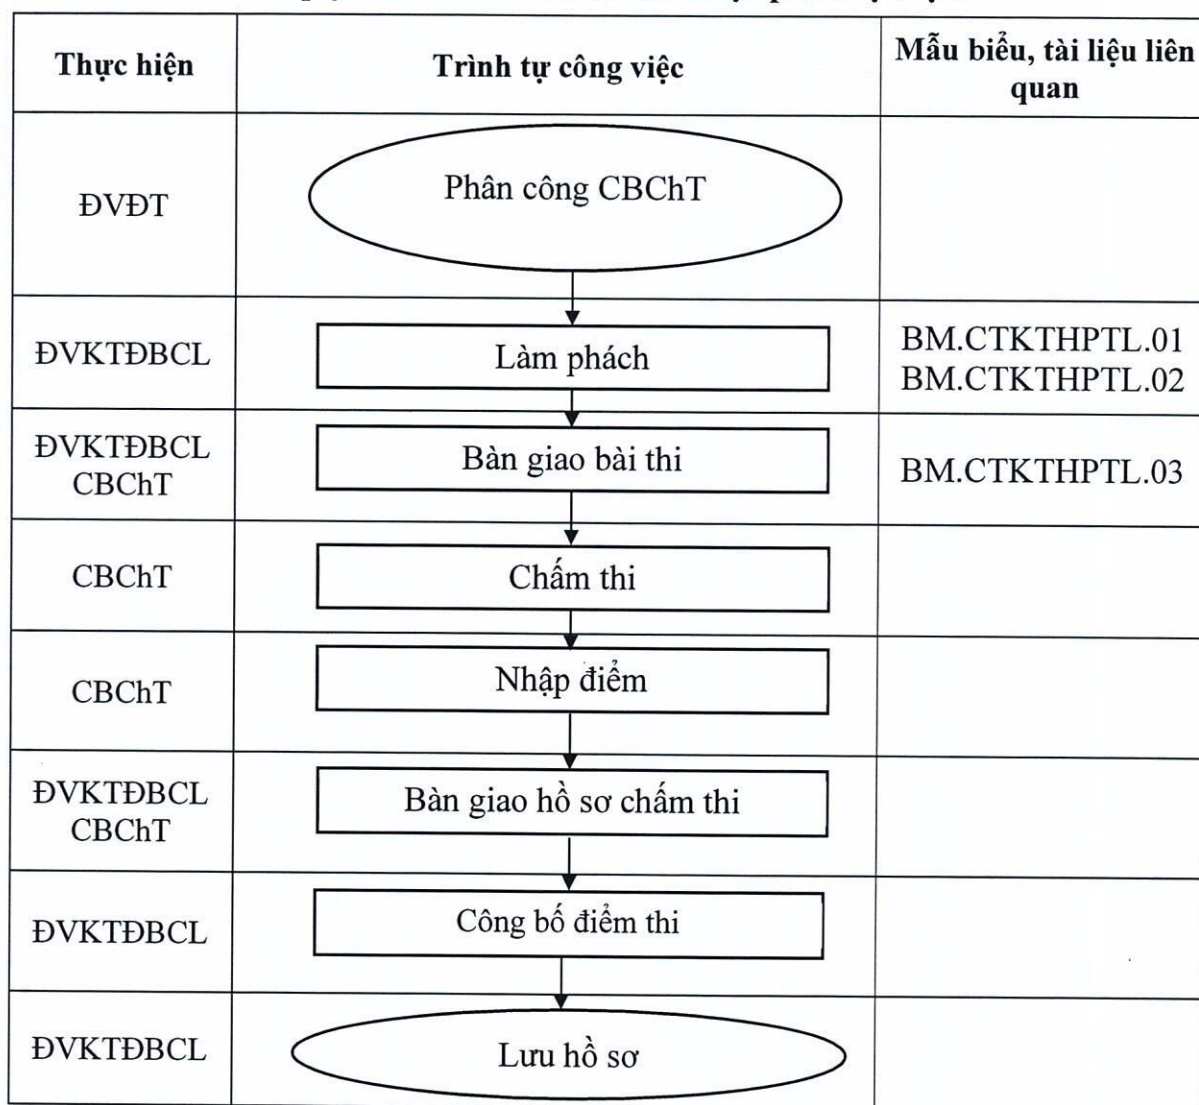 Thực hiện
Trình tự công việc
Mẫu biểu, tài liệu liên
quan
ĐVĐT
Phân công CBChT
ĐVKTĐBCL
Làm phách
BM.CTKTHPTL.01
BM.CTKTHPTL.02
ĐVKTĐBCL
CBChT
Bàn giao bài thi
BM.CTKTHPTL.03
CBChT
Chấm thi
CBChT
Nhập điểm
ĐVKTĐBCL
CBChT
Bàn giao hồ sơ chấm thi
ĐVKTĐBCL
Công bố điểm thi
ĐVKTĐBCL
Lưu hồ sơ